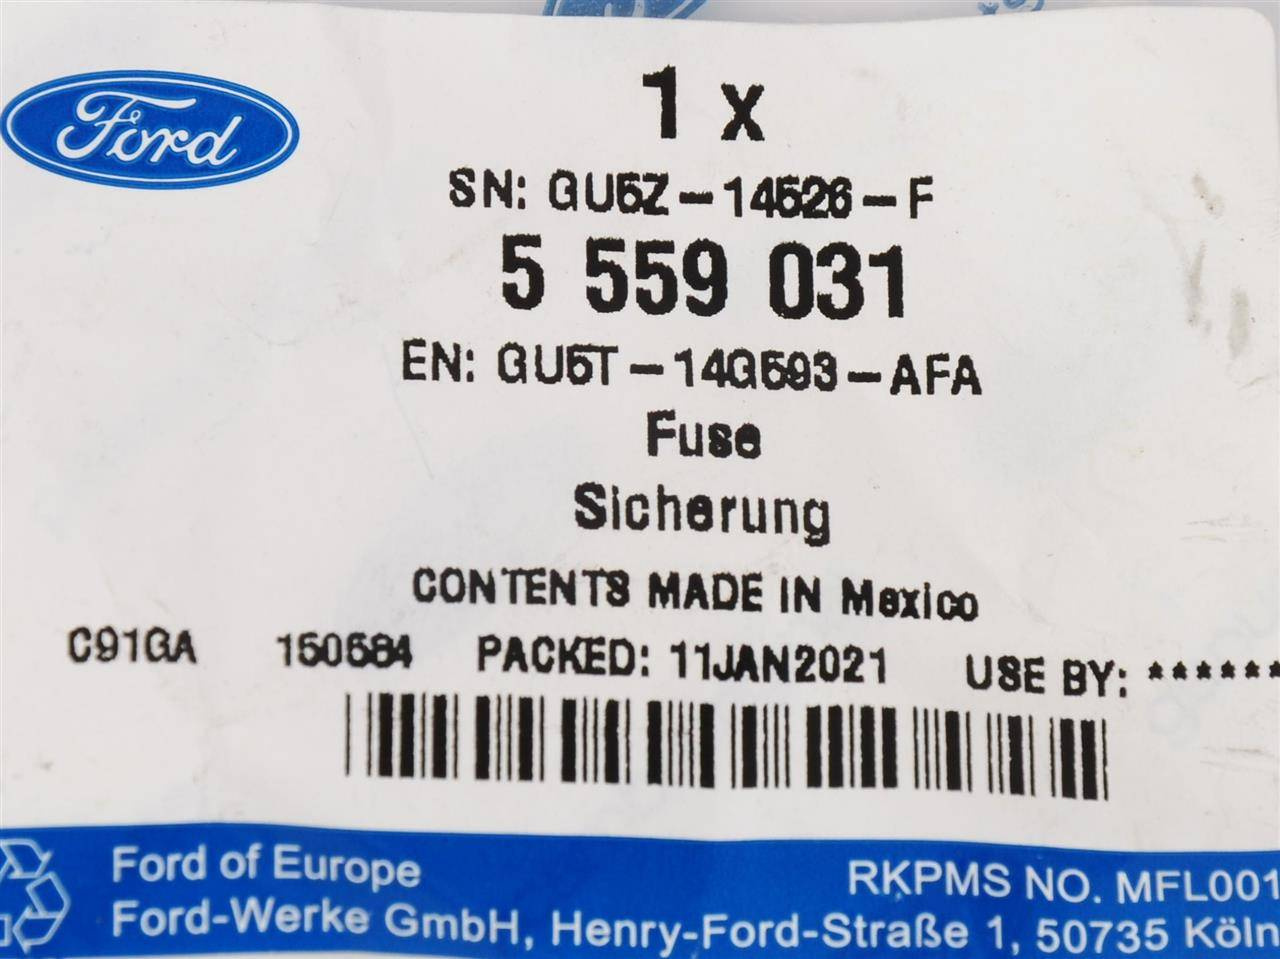 Ford
1 x
SN: GU5Z-14526-F
5 559 031
EN: GU5T-14G593-AFA
Fuse
Sicherung
CONTENTS MADE IN Mexico
C91GA 150584 PACKED: 11JAN2021 USE BY: ******
Ford of Europe
RKPMS NO. MFL001
Ford-Werke GmbH, Henry-Ford-Straße 1, 50735 Köln